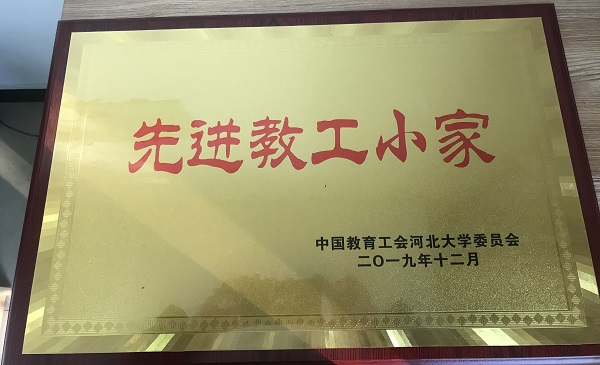 先进教工小家
中国教育工会河北大学委员会
二〇一九年十二月